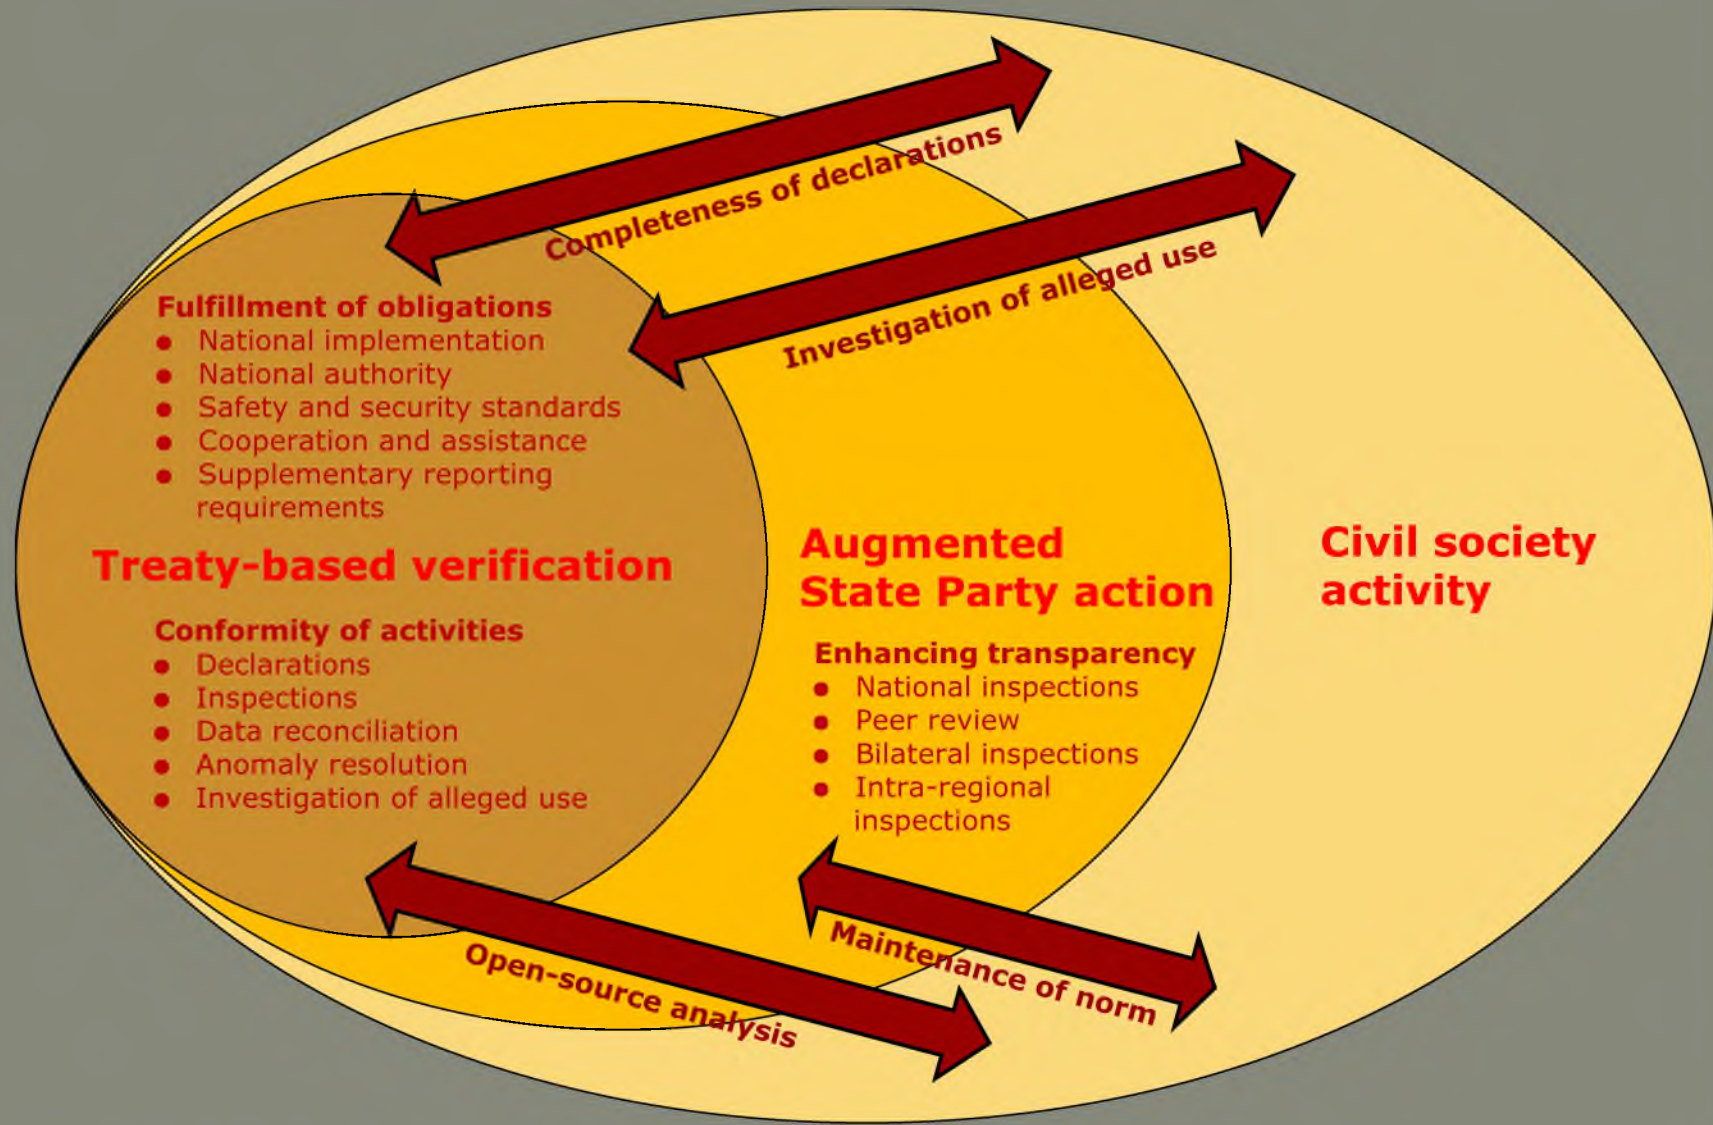 Completeness of declarations
Investigation of alleged use
Fulfillment of obligations
● National implementation
● National authority
● Safety and security standards
● Cooperation and assistance
● Supplementary reporting
requirements
Treaty-based verification
Conformity of activities
● Declarations
● Inspections
● Data reconciliation
● Anomaly resolution
● Investigation of alleged use
Augmented
State Party action
Enhancing transparency
● National inspections
● Peer review
● Bilateral inspections
● Intra-regional
inspections
Civil society
activity
Open-source analysis
Maintenance of norm